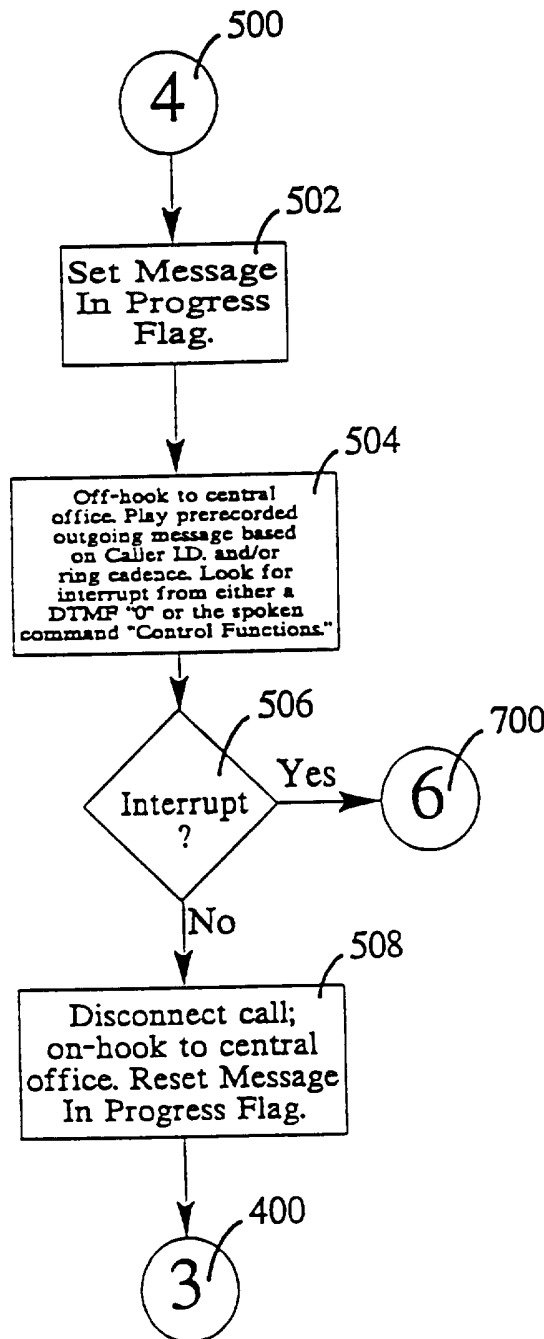 500
4
502
Set Message
In Progress
Flag.
504
Off-hook to central
office. Play prerecorded
outgoing message based
on Caller I.D. and/or
ring cadence. Look for
interrupt from either a
DTMF "0" or the spoken
command "Control Functions."
506
700
Yes
6
Interrupt
?
No
508
Disconnect call;
on-hook to central
office. Reset Message
In Progress Flag.
400
3